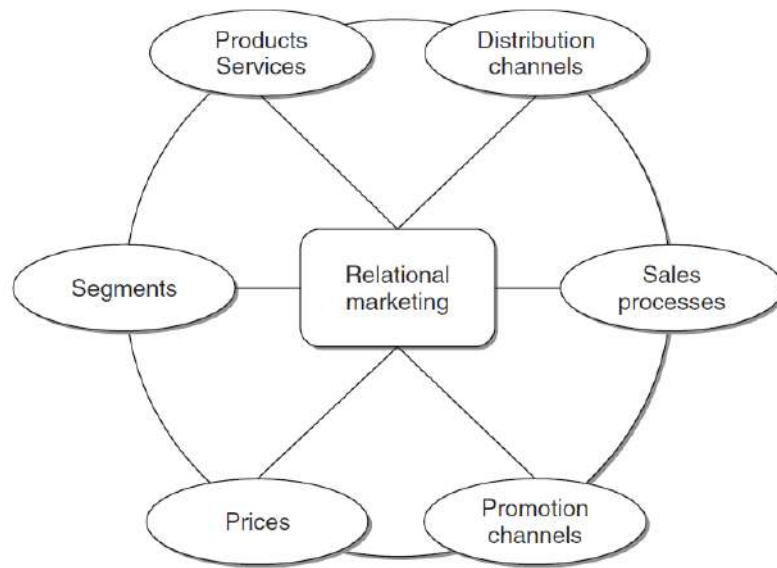 Products
Services
Distribution
channels
Segments
Relational
marketing
Sales
processes
Prices
Promotion
channels